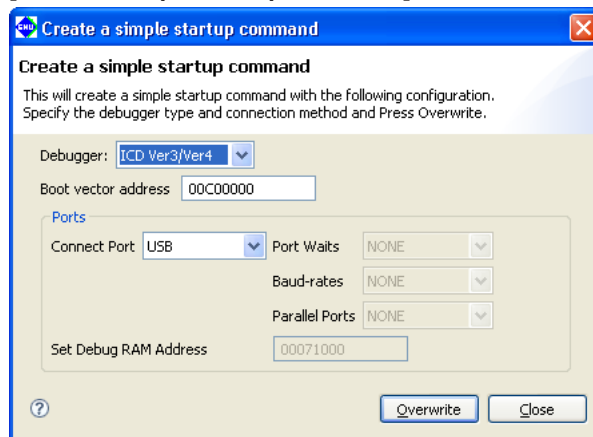 GNU Create a simple startup command
Create a simple startup command
This will create a simple startup command with the following configuration.
Specify the debugger type and connection method and Press Overwrite.
Debugger: ICD Ver3/Ver4
Boot vector address 00C00000
Ports
Connect Port USB Port Waits NONE
Baud-rates NONE
Parallel Ports NONE
Set Debug RAM Address 00071000
? Overwrite Close